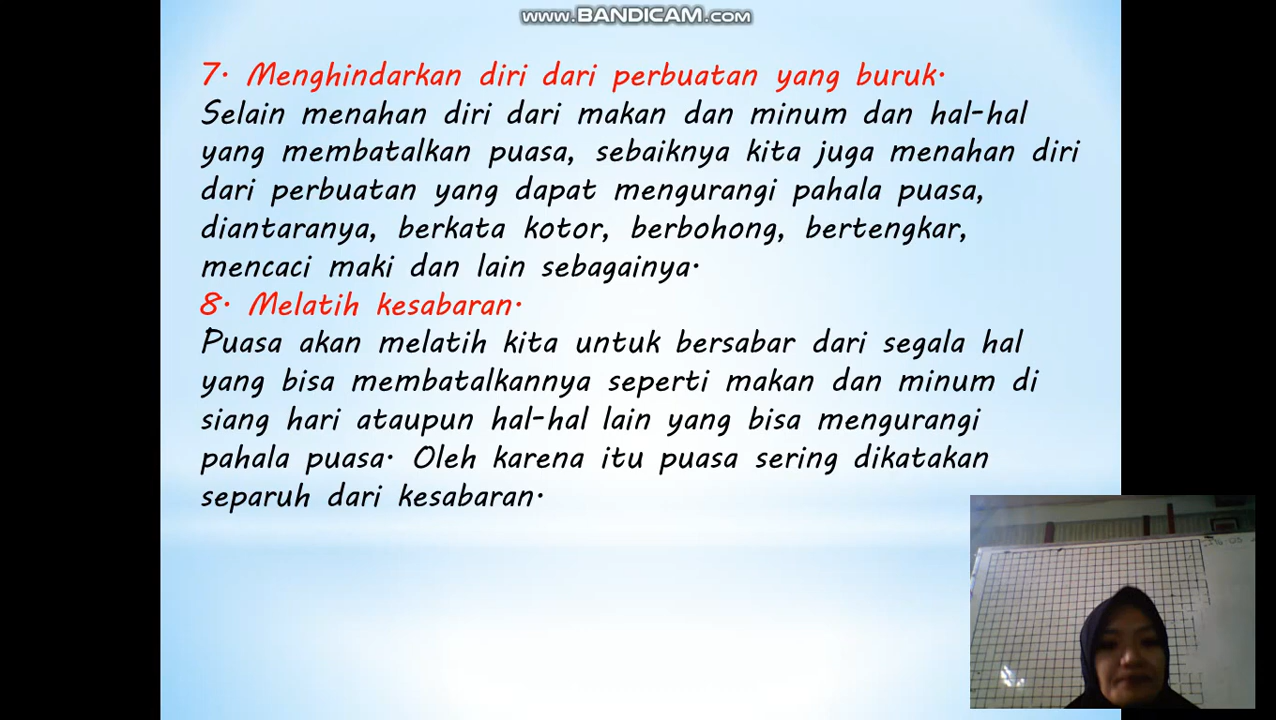 www.BANDICAM.com
7. Menghindarkan diri dari perbuatan yang buruk.
Selain menahan diri dari makan dan minum dan hal-hal
yang membatalkan puasa, sebaiknya kita juga menahan diri
dari perbuatan yang dapat mengurangi pahala puasa,
diantaranya, berkata kotor, berbohong, bertengkar,
mencaci maki dan lain sebagainya.
8. Melatih kesabaran.
Puasa akan melatih kita untuk bersabar dari segala hal
yang bisa membatalkannya seperti makan dan minum di
siang hari ataupun hal-hal lain yang bisa mengurangi
pahala puasa. Oleh karena itu puasa sering dikatakan
separuh dari kesabaran.